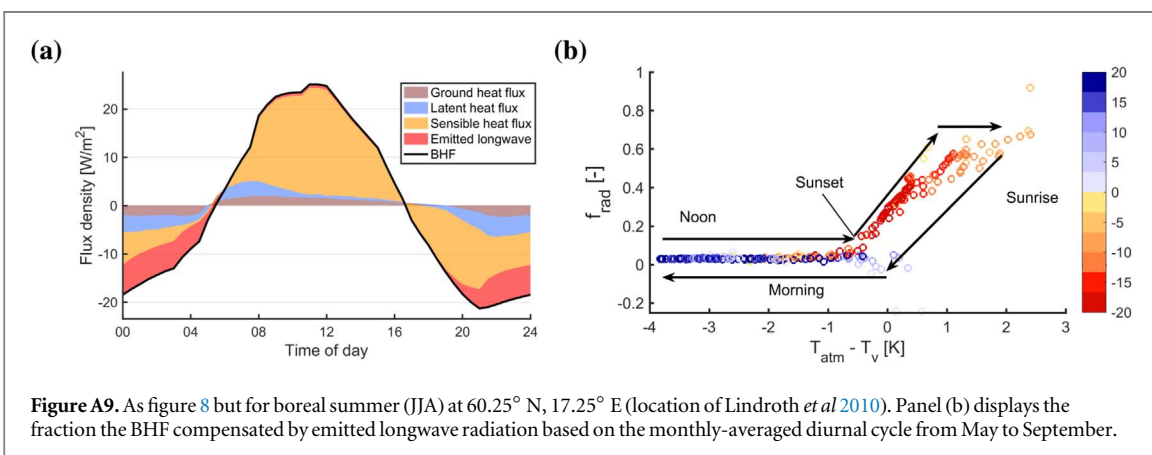 (a)
(b)
Flux density [W/m²]
20
10
0
-10
-20
00
04
08
12
16
20
24
Time of day
Ground heat flux
Latent heat flux
Sensible heat flux
Emitted longwave
BHF
f_rad [-]
1
0.8
0.6
0.4
0.2
0
-0.2
-4
-3
-2
-1
0
1
2
3
T_atm - T_v [K]
Noon
Sunset
Sunrise
Morning
20
15
10
5
0
-5
-10
-15
-20
Figure A9. As figure 8 but for boreal summer (JJA) at 60.25° N, 17.25° E (location of Lindroth et al 2010). Panel (b) displays the
fraction the BHF compensated by emitted longwave radiation based on the monthly-averaged diurnal cycle from May to September.